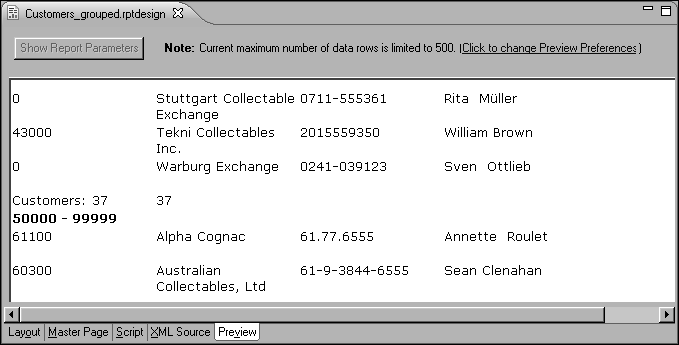 Customers_grouped.rptdesign
Show Report Parameters Note: Current maximum number of data rows is limited to 500. (Click to change Preview Preferences)
0 Stuttgart Collectable 0711-555361 Rita Müller
Exchange
43000 Tekni Collectables 2015559350 William Brown
Inc.
0 Warburg Exchange 0241-039123 Sven Ottlieb
Customers: 37 37
50000 - 99999
61100 Alpha Cognac 61.77.6555 Annette Roulet
60300 Australian 61-9-3844-6555 Sean Clenahan
Collectables, Ltd
Layout Master Page Script XML Source Preview